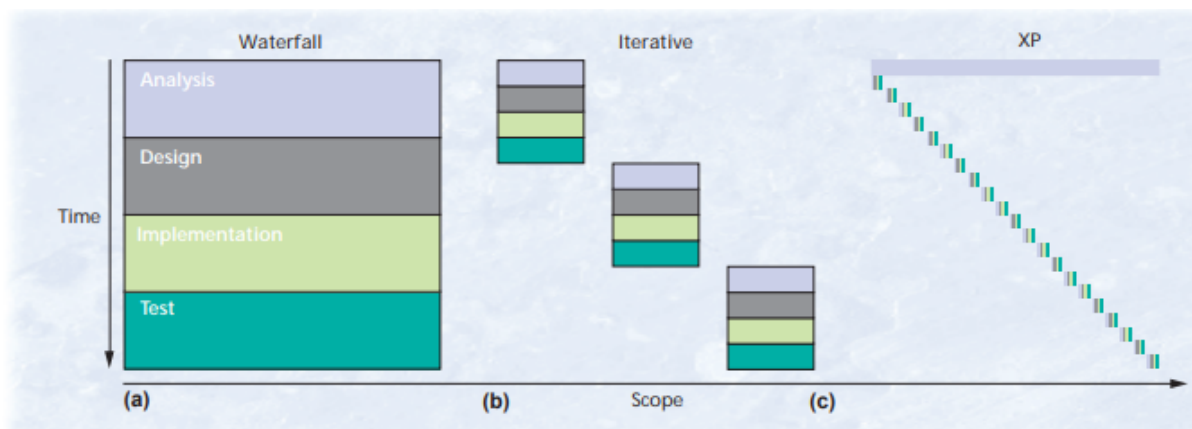 Waterfall
Iterative
XP
Analysis
Design
Time
Implementation
Test
(a)
(b)
Scope
(c)